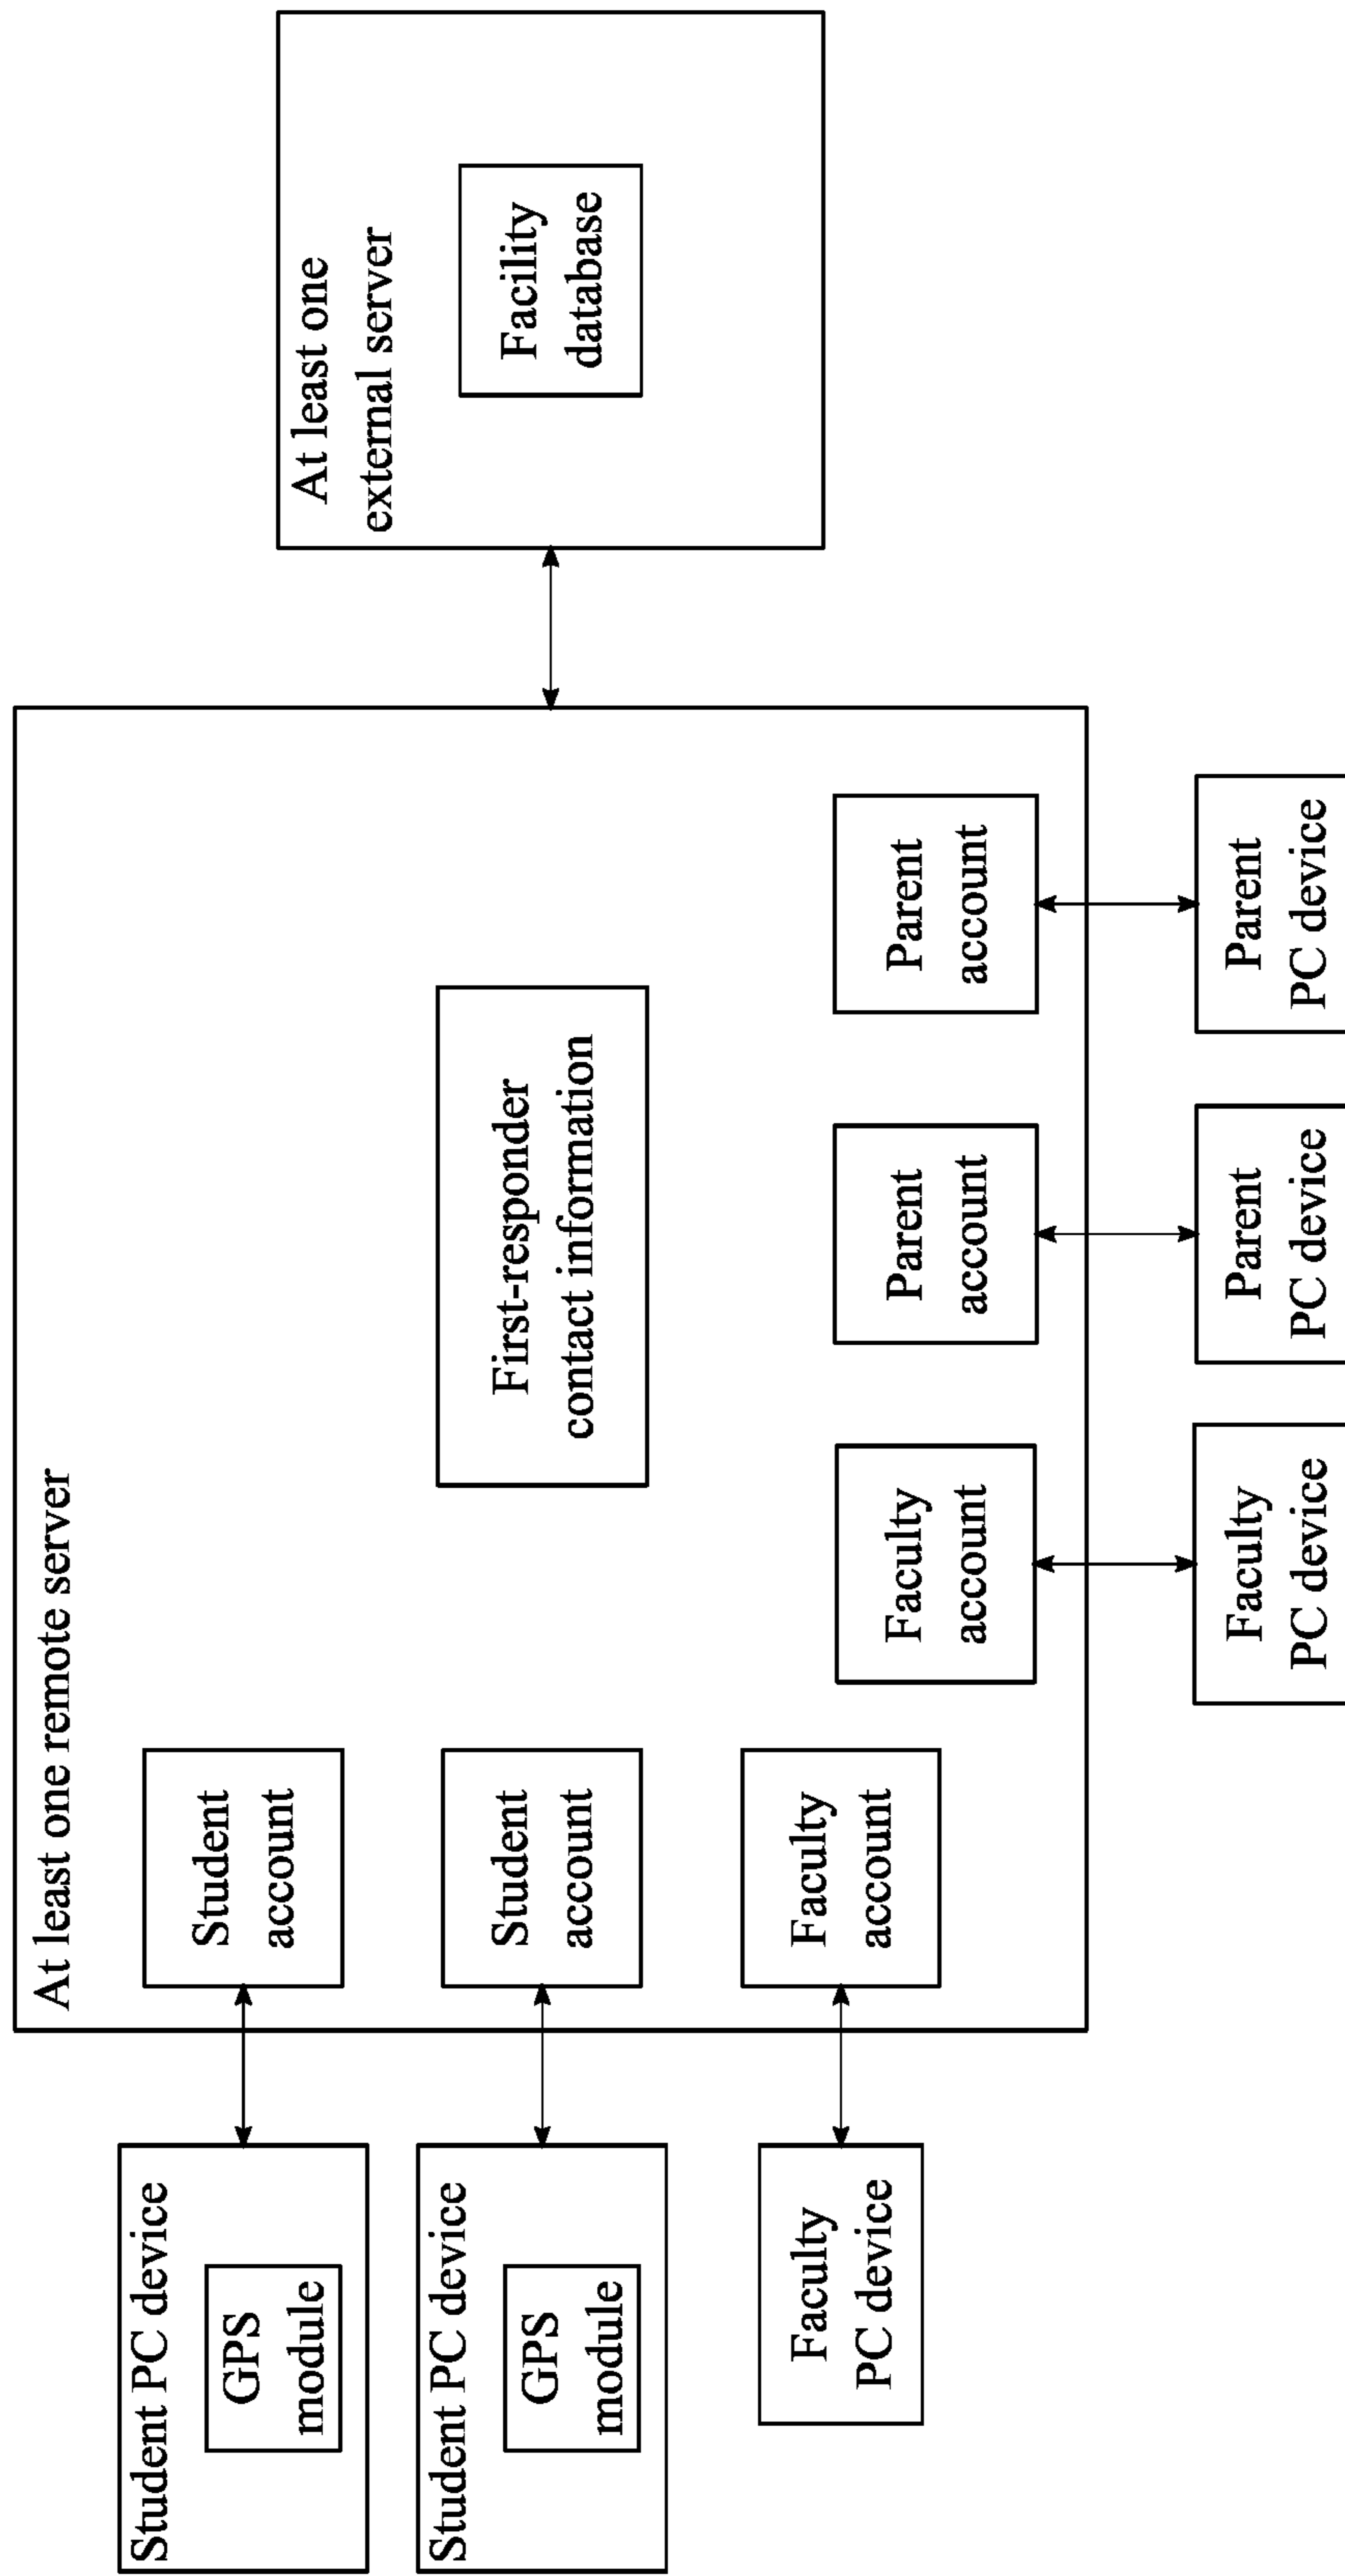 Student PC device
GPS
module
Student PC device
GPS
module
Faculty
PC device
At least one remote server
Student
account
Student
account
Faculty
account
First-responder
contact information
Faculty
account
Parent
account
Parent
account
Faculty
PC device
Parent
PC device
Parent
PC device
At least one
external server
Facility
database